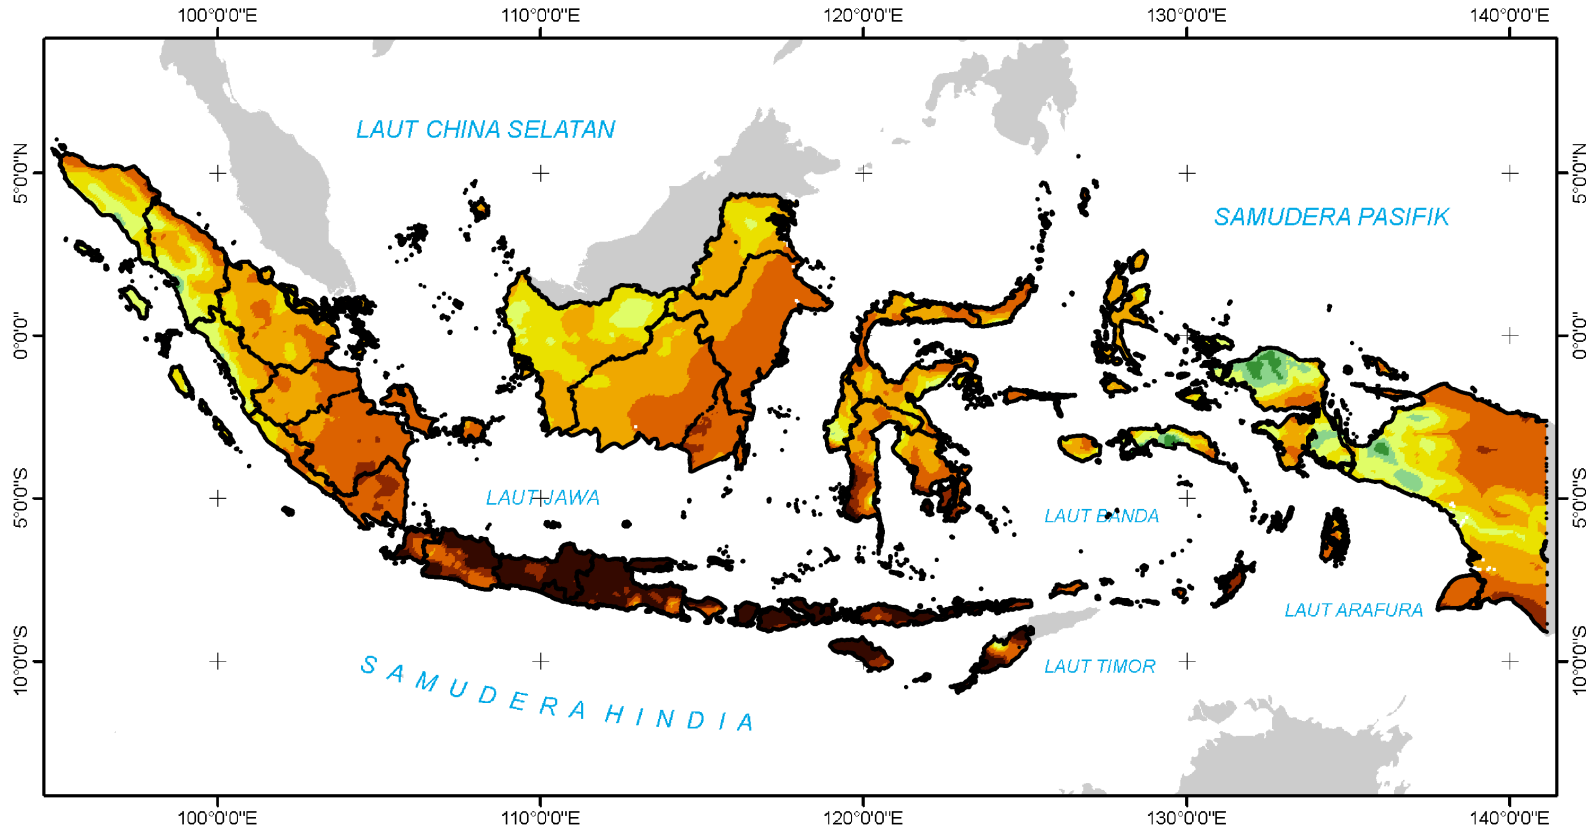 100°0'0"E 110°0'0"E 120°0'0"E 130°0'0"E 140°0'0"E
LAUT CHINA SELATAN
5°0'0"N 5°0'0"N
SAMUDERA PASIFIK
0°0'0" 0°0'0"
LAUT JAWA
5°0'0"S 5°0'0"S
LAUT BANDA
LAUT ARAFURA
10°0'0"S 10°0'0"S
LAUT TIMOR
SAMUDERA HINDIA
100°0'0"E 110°0'0"E 120°0'0"E 130°0'0"E 140°0'0"E